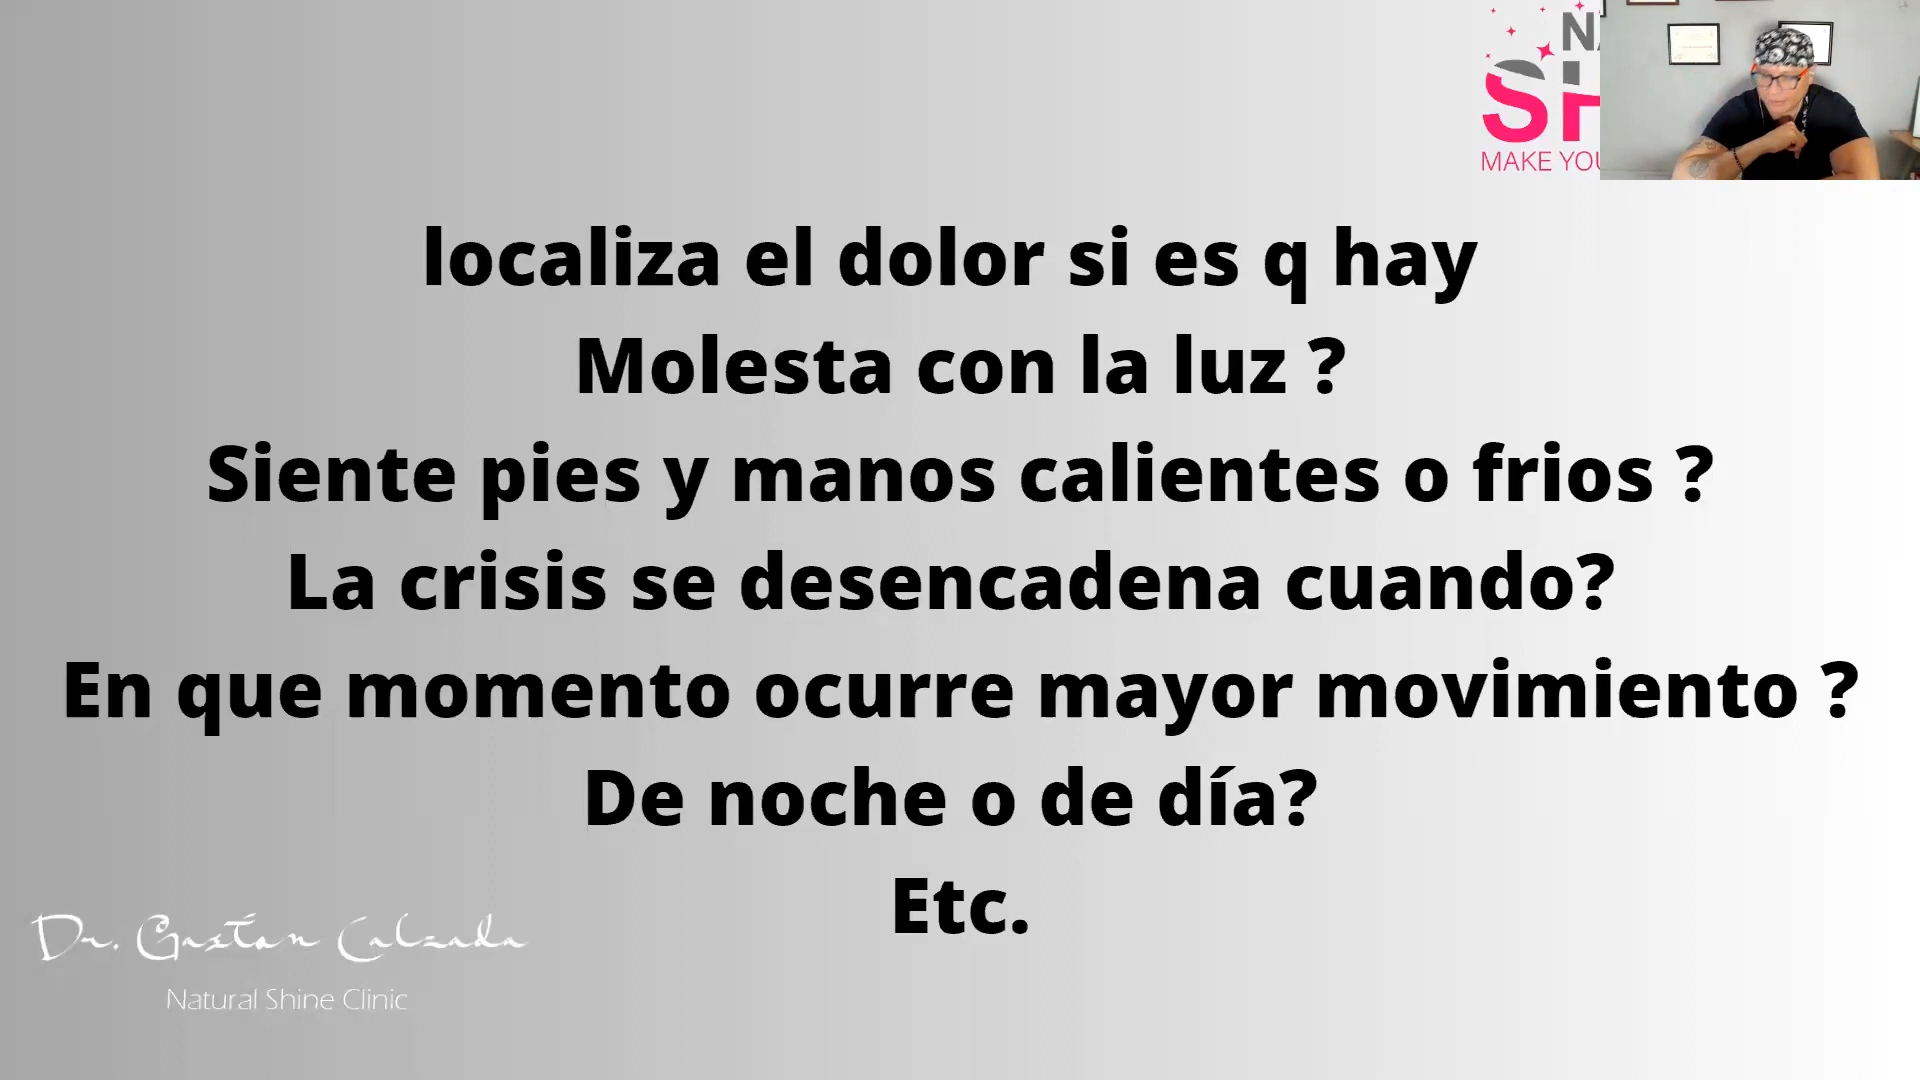 SH
MAKE YOU
localiza el dolor si es q hay
Molesta con la luz ?
Siente pies y manos calientes o frios ?
La crisis se desencadena cuando?
En que momento ocurre mayor movimiento ?
De noche o de día?
Etc.
Dr. Gastón Calzada
Natural Shine Clinic